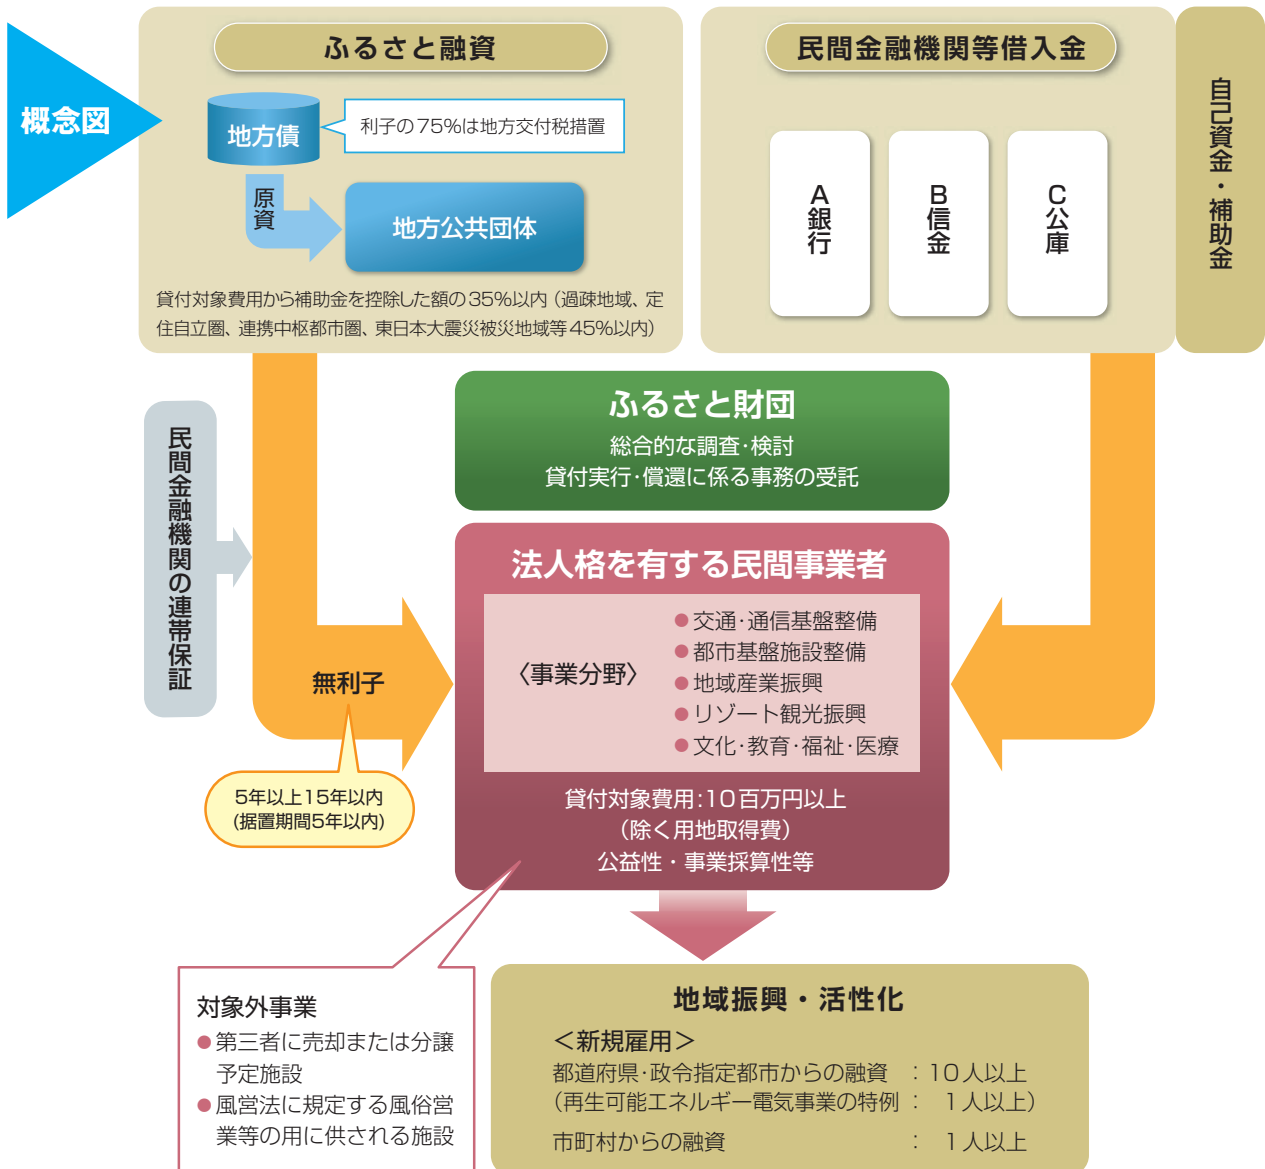 概念図
ふるさと融資
地方債
利子の75%は地方交付税措置
原資
地方公共団体
貸付対象費用から補助金を控除した額の35%以内（過疎地域、定
住自立圏、連携中枢都市圏、東日本大震災被災地域等45%以内）
民間金融機関等借入金
A銀行
B信金
C公庫
自己資金・補助金
ふるさと財団
総合的な調査・検討
貸付実行・償還に係る事務の受託
民間金融機関の連帯保証
無利子
5年以上15年以内
(据置期間5年以内)
法人格を有する民間事業者
〈事業分野〉
●交通・通信基盤整備
●都市基盤施設整備
●地域産業振興
●リゾート観光振興
●文化・教育・福祉・医療
貸付対象費用：10百万円以上
（除く用地取得費）
公益性・事業採算性等
対象外事業
●第三者に売却または分譲
予定施設
●風営法に規定する風俗営
業等の用に供される施設
地域振興・活性化
＜新規雇用＞
都道府県・政令指定都市からの融資 ：10人以上
（再生可能エネルギー電気事業の特例 ： 1人以上）
市町村からの融資 ： 1人以上